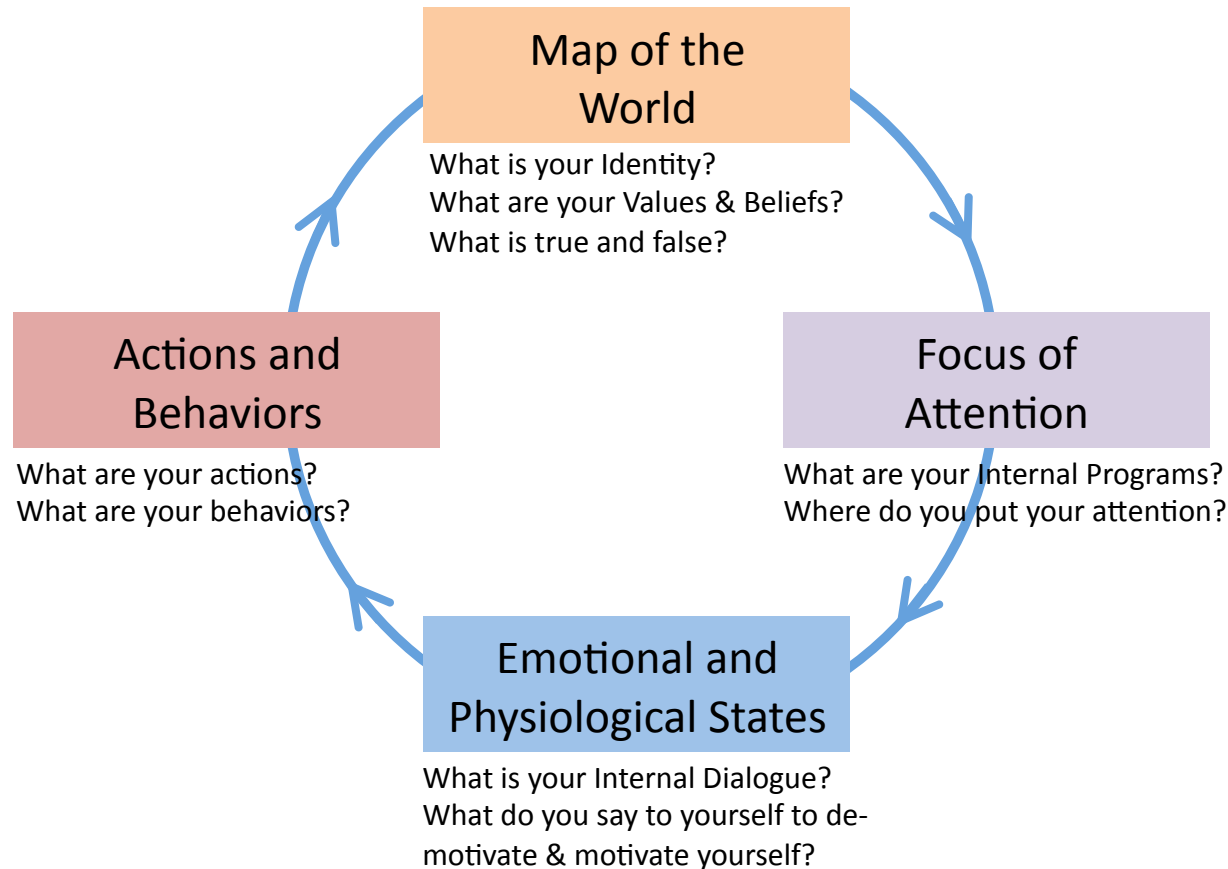 Map of the
World
What is your Identity?
What are your Values & Beliefs?
What is true and false?
Actions and
Behaviors
What are your actions?
What are your behaviors?
Focus of
Attention
What are your Internal Programs?
Where do you put your attention?
Emotional and
Physiological States
What is your Internal Dialogue?
What do you say to yourself to de-
motivate & motivate yourself?